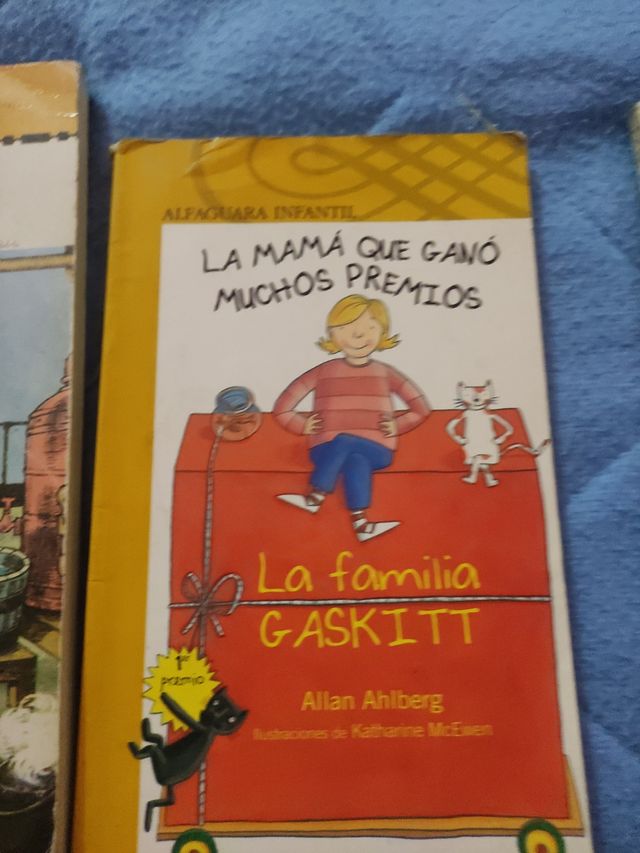 ALFAGUARA INFANTIL
LA MAMÁ QUE GANÓ
MUCHOS PREMIOS
La familia
GASKITT
1er
premio
Allan Ahlberg
Ilustraciones de Katharine McEwen